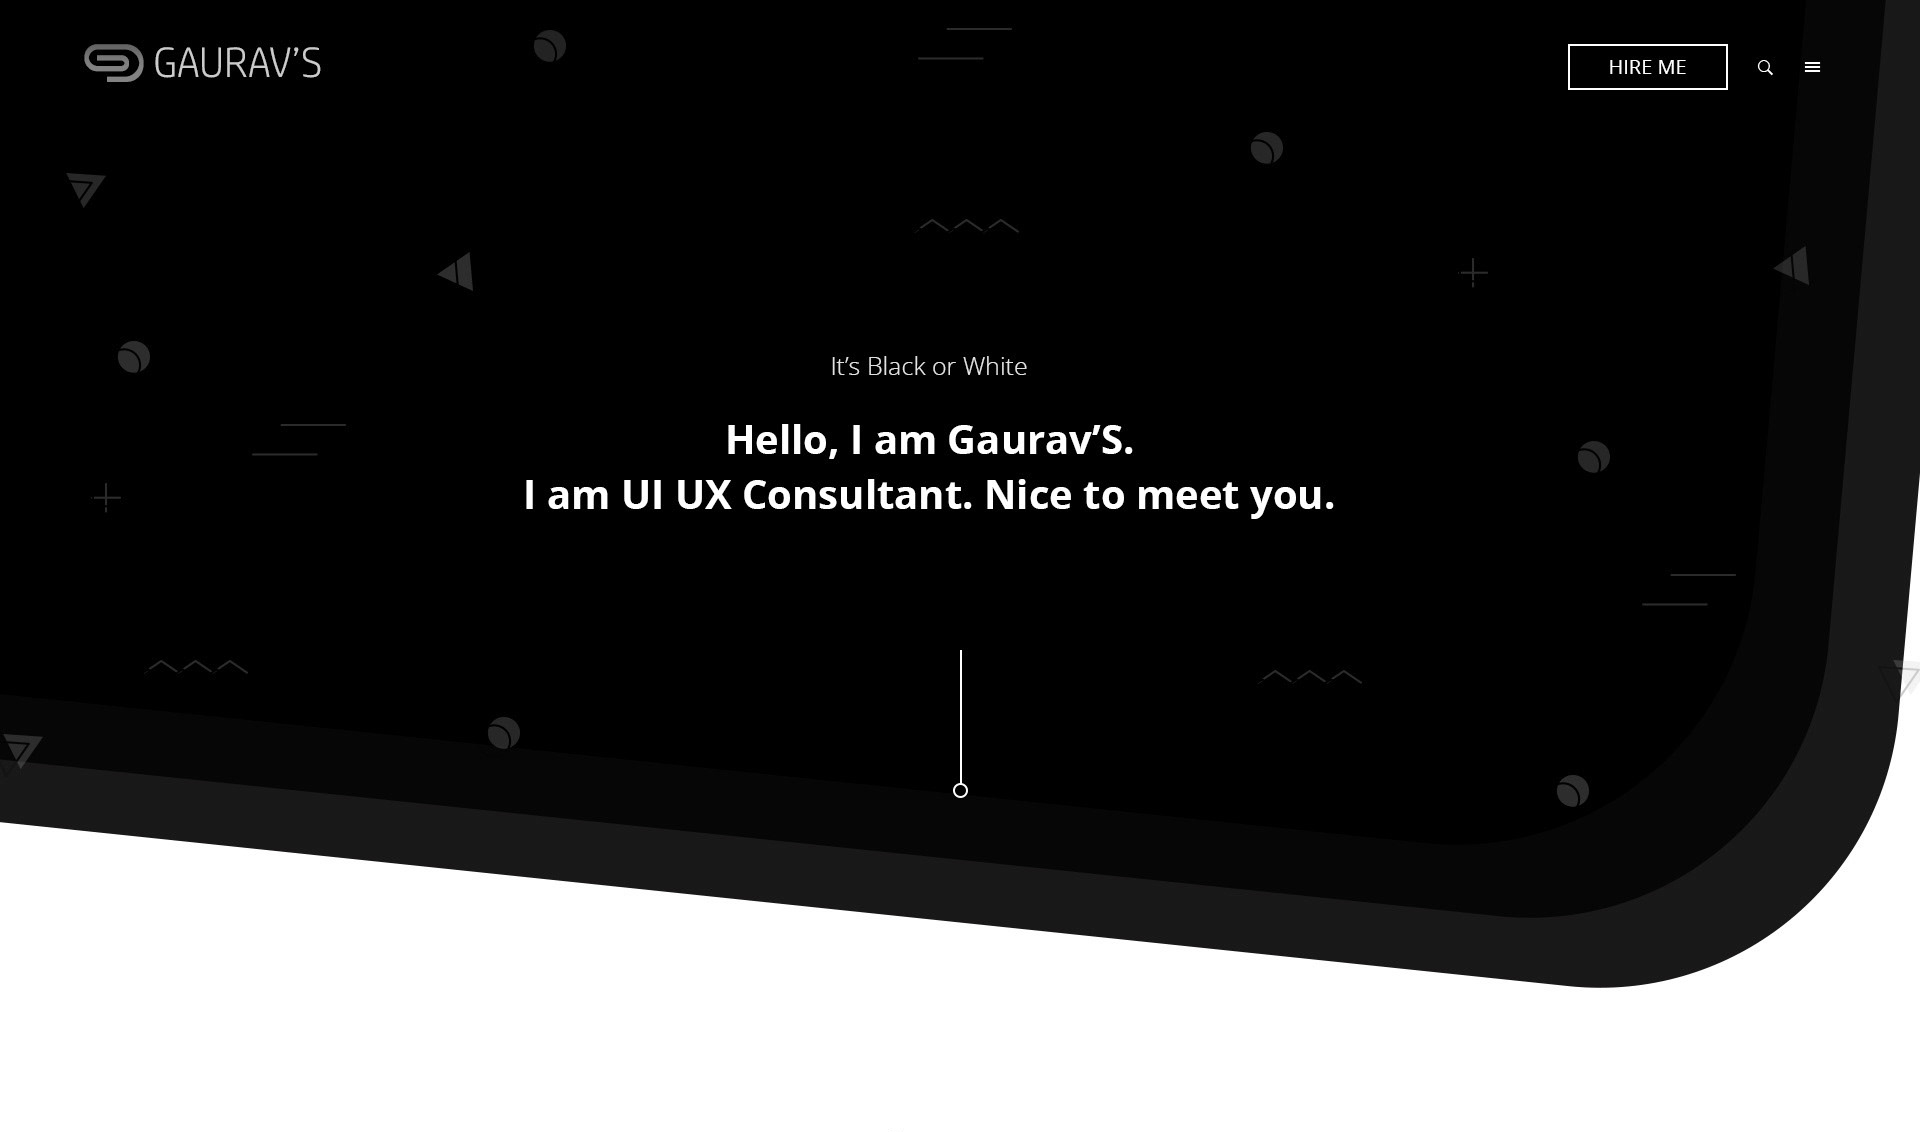 GAURAV’S
HIRE ME
It’s Black or White
Hello, I am Gaurav’S.
I am UI UX Consultant. Nice to meet you.